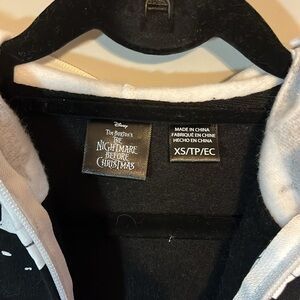 Disney
Tim Burton's
The
NIGHTMARE
BEFORE
CHRISTMAS
MADE IN CHINA
FABRIQUÉ EN CHINE
HECHO EN CHINA
XS/TP/EC